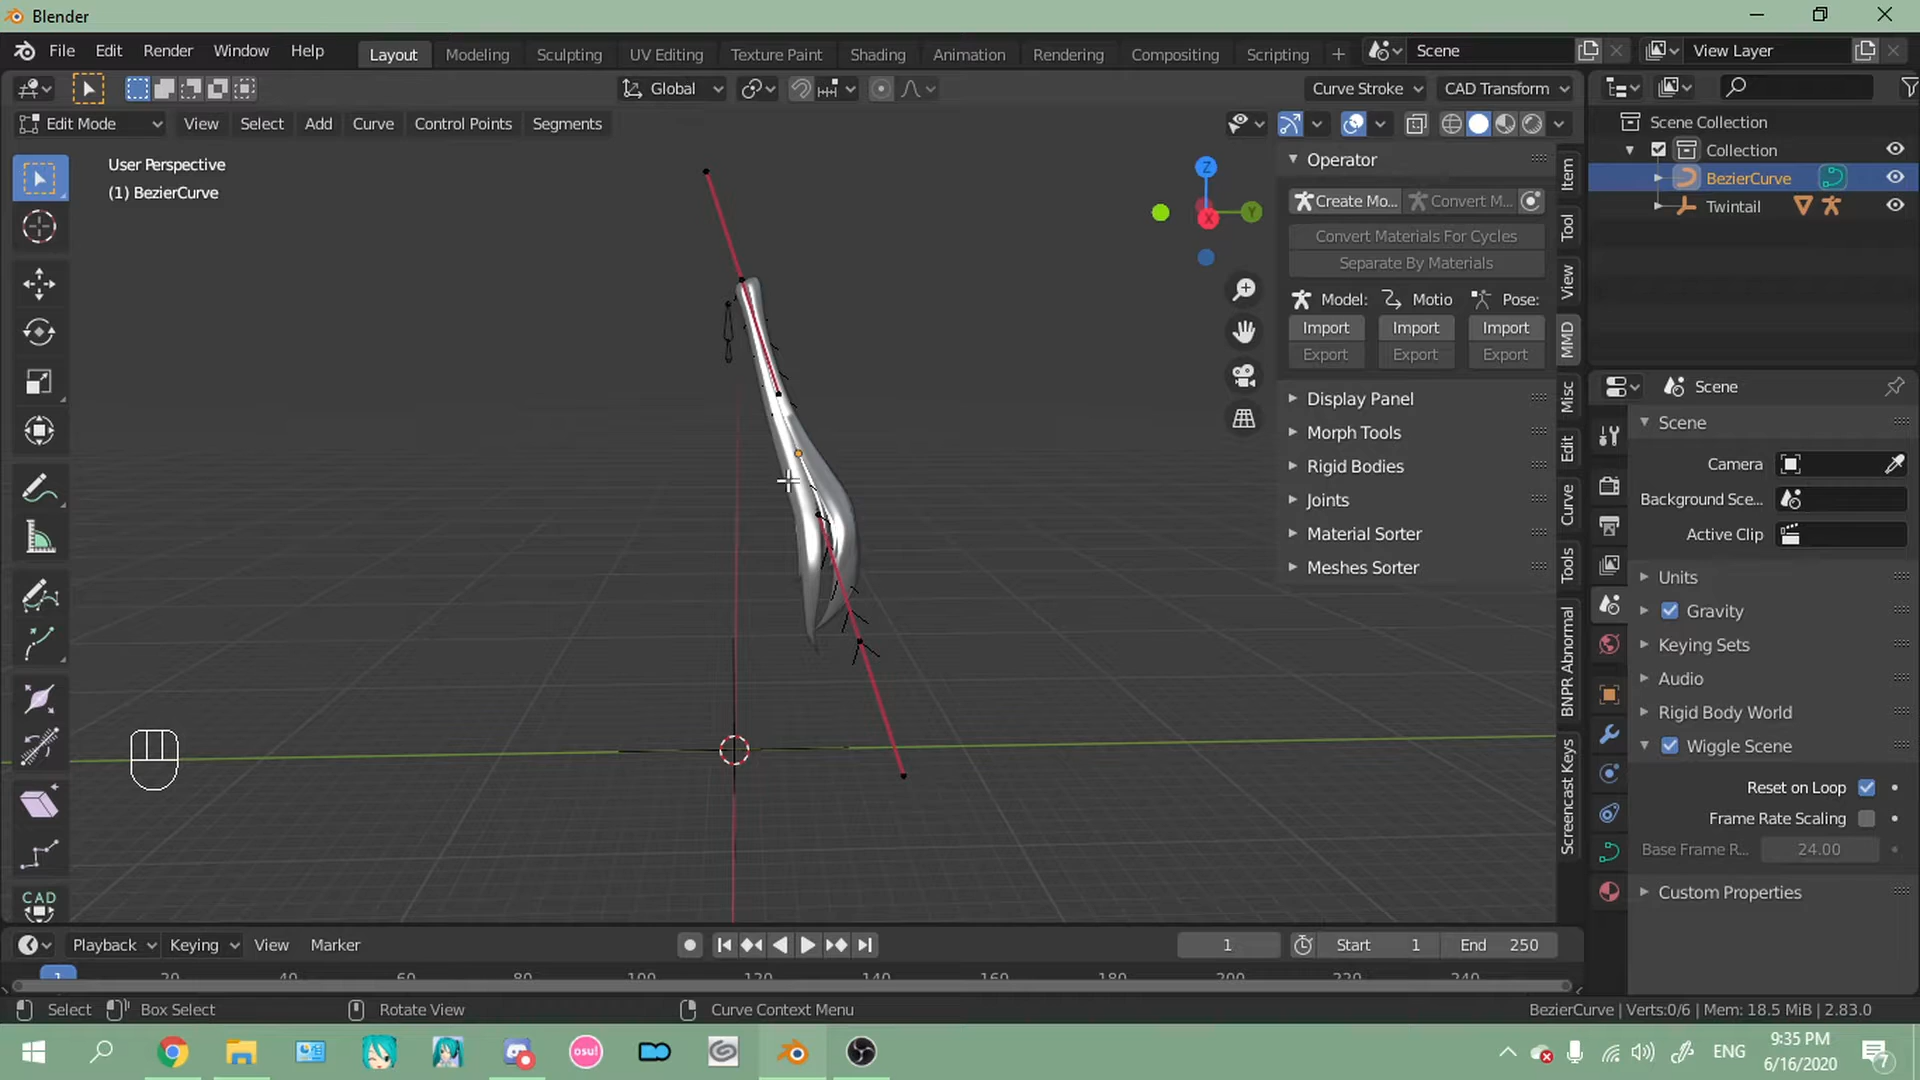 Blender
File Edit Render Window Help Layout Modeling Sculpting UV Editing Texture Paint Shading Animation Rendering Compositing Scripting + Scene View Layer
Global Curve Stroke CAD Transform
Edit Mode View Select Add Curve Control Points Segments
User Perspective
(1) BezierCurve
Z
Y
X
Operator
Create Mo... Convert M...
Convert Materials For Cycles
Separate By Materials
Model: Motio Pose:
Import Import Import
Export Export Export
Display Panel
Morph Tools
Rigid Bodies
Joints
Material Sorter
Meshes Sorter
Item
Tool
View
MMD
Misc
Edit
Curve
Tools
BNPR Abnormal
Screencast Keys
Scene Collection
Collection
BezierCurve
Twintail
Scene
Scene
Camera
Background Sce...
Active Clip
Units
Gravity
Keying Sets
Audio
Rigid Body World
Wiggle Scene
Reset on Loop
Frame Rate Scaling
Base Frame R... 24.00
Custom Properties
CAD
Playback Keying View Marker 1 Start 1 End 250
1 20 40 60 80 100 120 140 160 180 200 220 240
Select Box Select Rotate View Curve Context Menu BezierCurve | Verts:0/6 | Mem: 18.5 MiB | 2.83.0
osu!
ENG
9:35 PM
6/16/2020
7